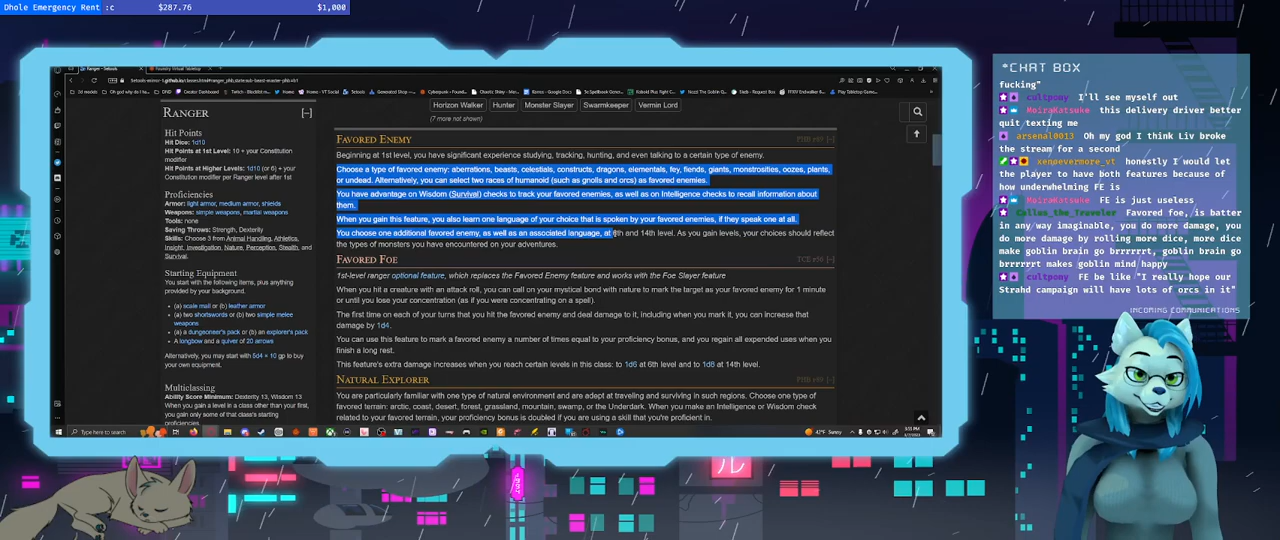 Dhole Emergency Rent :c $287.76 $1,000
Ranger - 5etools
Foundry Virtual Tabletop
RANGER [–]
Hit Points
Hit Dice: 1d10
Hit Points at 1st Level: 10 + your Constitution
modifier
Hit Points at Higher Levels: 1d10 (or 6) + your
Constitution modifier per Ranger level after 1st
Proficiencies
Armor: light armor, medium armor, shields
Weapons: simple weapons, martial weapons
Tools: none
Saving Throws: Strength, Dexterity
Skills: Choose 3 from Animal Handling, Athletics,
Insight, Investigation, Nature, Perception, Stealth, and
Survival.
Starting Equipment
You start with the following items, plus anything
provided by your background.
• (a) scale mail or (b) leather armor
• (a) two shortswords or (b) two simple melee
weapons
• (a) a dungeoneer's pack or (b) an explorer's pack
• A longbow and a quiver of 20 arrows
Alternatively, you may start with 5d4 × 10 gp to buy
your own equipment.
Multiclassing
Ability Score Minimum: Dexterity 13, Wisdom 13
When you gain a level in a class other than your first,
you gain only some of that class's starting
proficiencies.
Horizon Walker Hunter Monster Slayer Swarmkeeper Vermin Lord
(7 more not shown)
FAVORED ENEMY
Beginning at 1st level, you have significant experience studying, tracking, hunting, and even talking to a certain type of enemy.
Choose a type of favored enemy: aberrations, beasts, celestials, constructs, dragons, elementals, fey, fiends, giants, monstrosities, oozes, plants,
or undead. Alternatively, you can select two races of humanoid (such as gnolls and orcs) as favored enemies.
You have advantage on Wisdom (Survival) checks to track your favored enemies, as well as on Intelligence checks to recall information about
them.
When you gain this feature, you also learn one language of your choice that is spoken by your favored enemies, if they speak one at all.
You choose one additional favored enemy, as well as an associated language, at 6th and 14th level. As you gain levels, your choices should reflect
the types of monsters you have encountered on your adventures.
FAVORED FOE
1st-level ranger optional feature, which replaces the Favored Enemy feature and works with the Foe Slayer feature
When you hit a creature with an attack roll, you can call on your mystical bond with nature to mark the target as your favored enemy for 1 minute
or until you lose your concentration (as if you were concentrating on a spell).
The first time on each of your turns that you hit the favored enemy and deal damage to it, including when you mark it, you can increase that
damage by 1d4.
You can use this feature to mark a favored enemy a number of times equal to your proficiency bonus, and you regain all expended uses when you
finish a long rest.
This feature's extra damage increases when you reach certain levels in this class: to 1d6 at 6th level and to 1d8 at 14th level.
NATURAL EXPLORER
You are particularly familiar with one type of natural environment and are adept at traveling and surviving in such regions. Choose one type of
favored terrain: arctic, coast, desert, forest, grassland, mountain, swamp, or the Underdark. When you make an Intelligence or Wisdom check
related to your favored terrain, your proficiency bonus is doubled if you are using a skill that you're proficient in.
Type here to search
42°F Sunny
*CHAT BOX
fucking"
cultpony I'll see myself out
MoiraKatsuke this delivery driver better
quit texting me
arsenal0013 Oh my god I think Liv broke
the stream for a second
xenoevermore_vt honestly I would let
the player to have both features because of
how underwhelming FE is
MoiraKatsuke FE is just useless
Callus_the_Traveler Favored foe, is batter
in any way imaginable, you do more damage, you
do more damage by rolling more dice, more dice
make goblin go brrrrrrrt, goblin brain go
brrrrrrt makes goblin mind happy
cultpony FE be like "I really hope our
Strahd campaign will have lots of orcs in it"
INCOMING COMMUNICATIONS